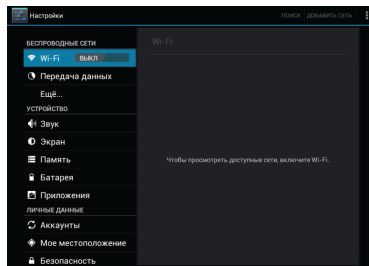 Настройки
ПОИСК ДОБАВИТЬ СЕТЬ
БЕСПРОВОДНЫЕ СЕТИ
Wi-Fi ВЫКЛ
Wi-Fi
Передача данных
Ещё...
УСТРОЙСТВО
Звук
Экран
Память
Чтобы просмотреть доступные сети, включите Wi-Fi.
Батарея
Приложения
ЛИЧНЫЕ ДАННЫЕ
Аккаунты
Мое местоположение
Безопасность